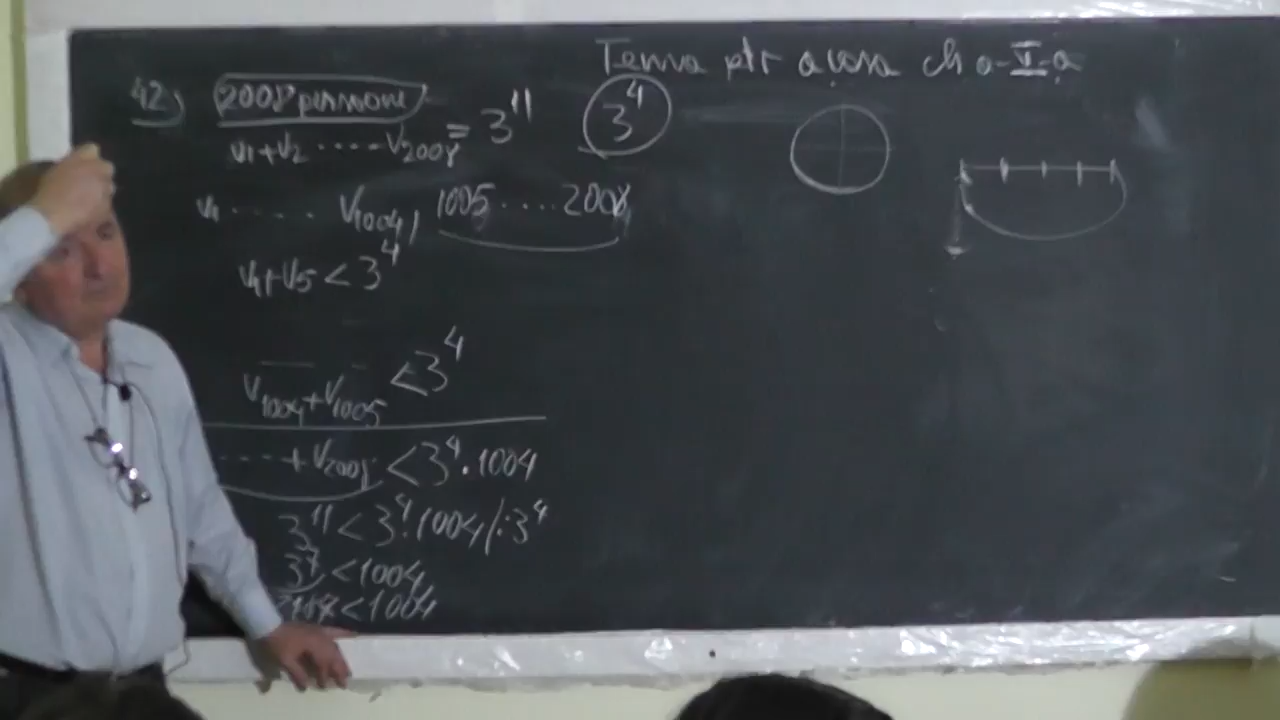 Tema ptr acasa cls a-V-a
42) 2008 persoane
v1+v2 ....-v2008 = 3^11 3^4
v1 ...... v1004, 1005....2008
v1+v5 < 3^4
v1004+v1005 < 3^4
....+v2008 < 3^4.1004
3^11 < 3^4.1004 /:3^4
3^7 < 1004
< 1004